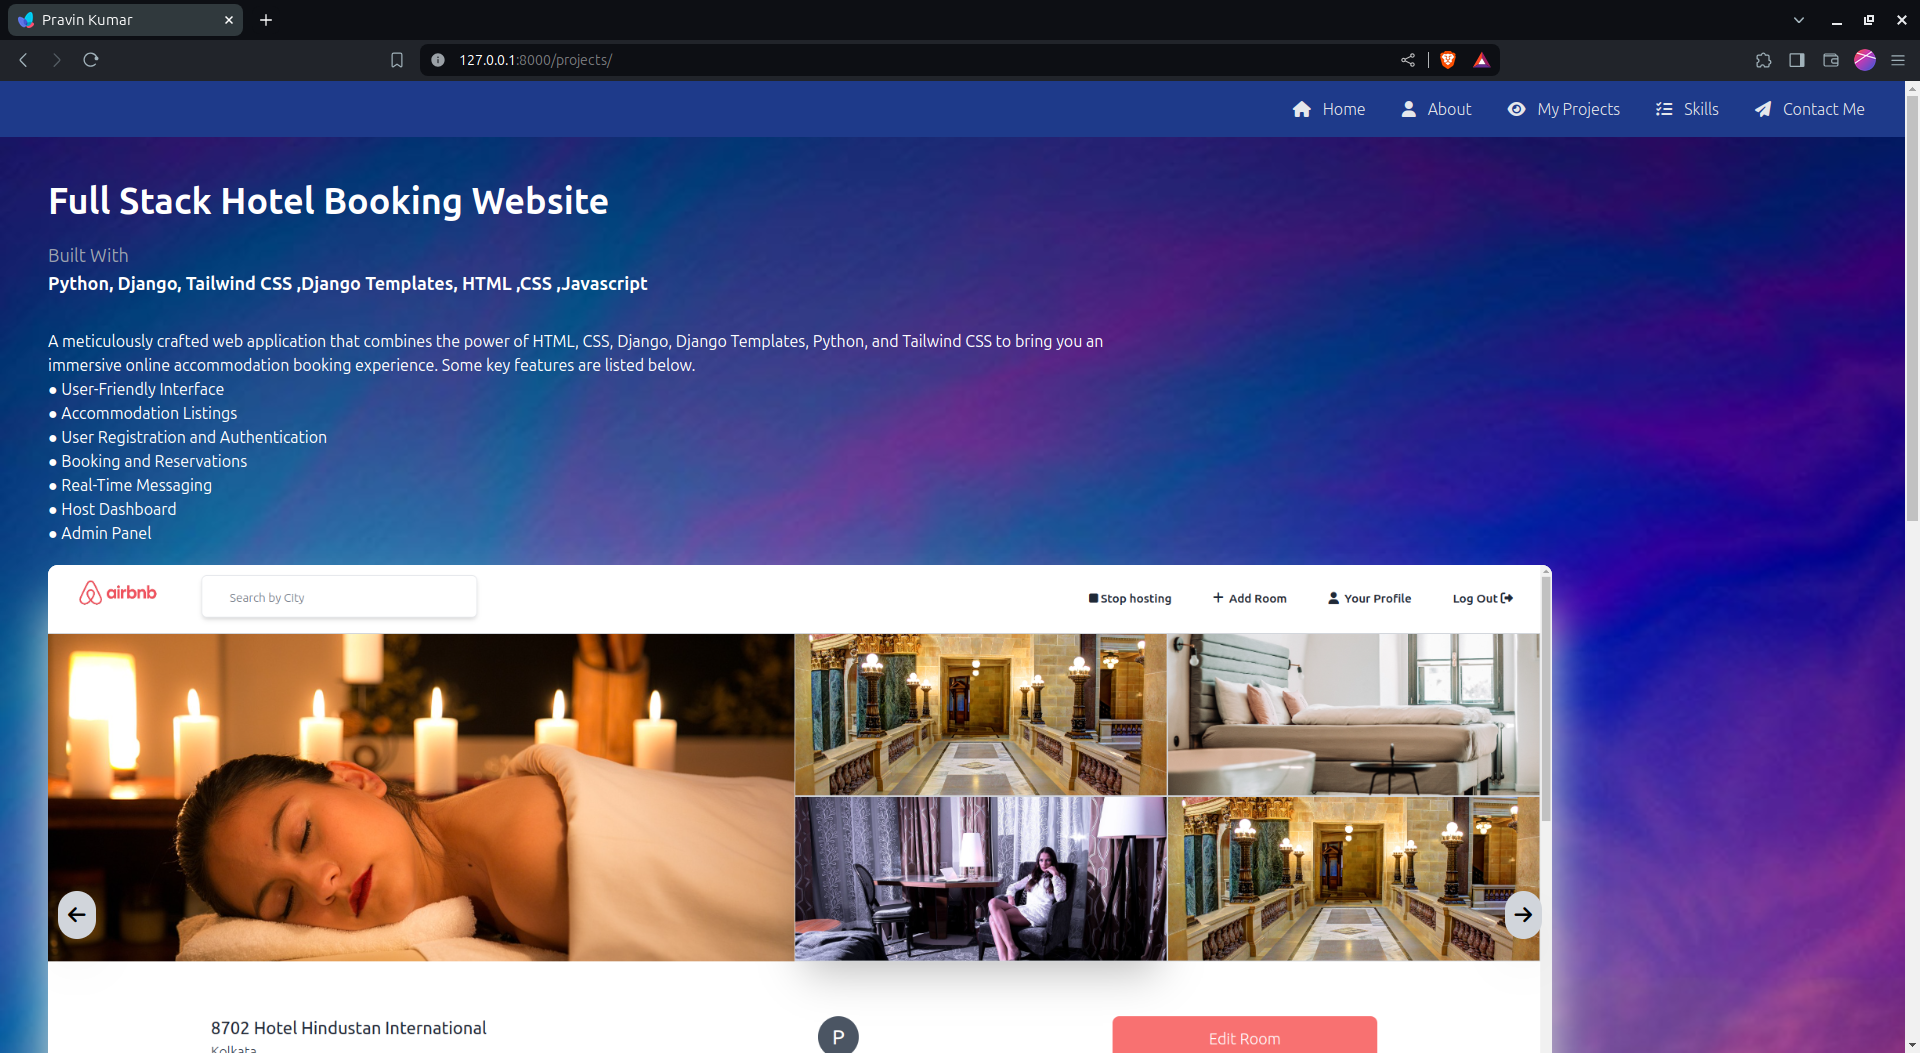 Pravin Kumar
127.0.0.1:8000/projects/
Home About My Projects Skills Contact Me
Full Stack Hotel Booking Website
Built With
Python, Django, Tailwind CSS ,Django Templates, HTML ,CSS ,Javascript
A meticulously crafted web application that combines the power of HTML, CSS, Django, Django Templates, Python, and Tailwind CSS to bring you an
immersive online accommodation booking experience. Some key features are listed below.
● User-Friendly Interface
● Accommodation Listings
● User Registration and Authentication
● Booking and Reservations
● Real-Time Messaging
● Host Dashboard
● Admin Panel
airbnb Search by City Stop hosting Add Room Your Profile Log Out
8702 Hotel Hindustan International P Edit Room
Kolkata